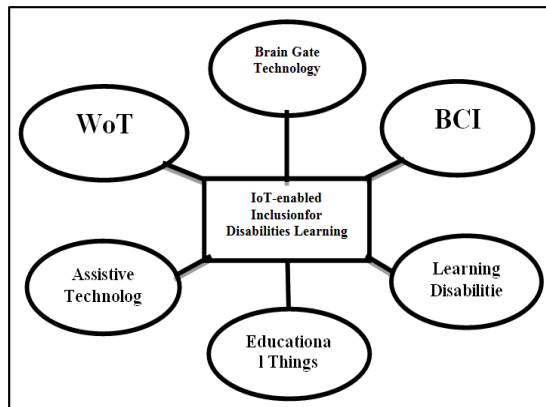 Brain Gate
Technology
WoT
BCI
IoT-enabled
Inclusionfor
Disabilities Learning
Assistive
Technolog
Learning
Disabilitie
Educationa
l Things